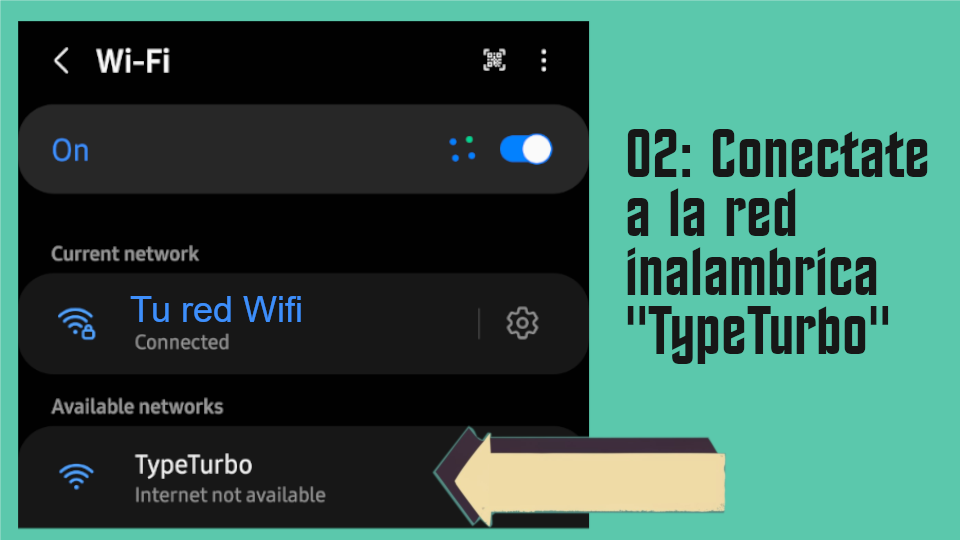 Wi-Fi
On
Current network
Tu red Wifi
Connected
Available networks
TypeTurbo
Internet not available
02: Conectate
a la red
inalambrica
"TypeTurbo"